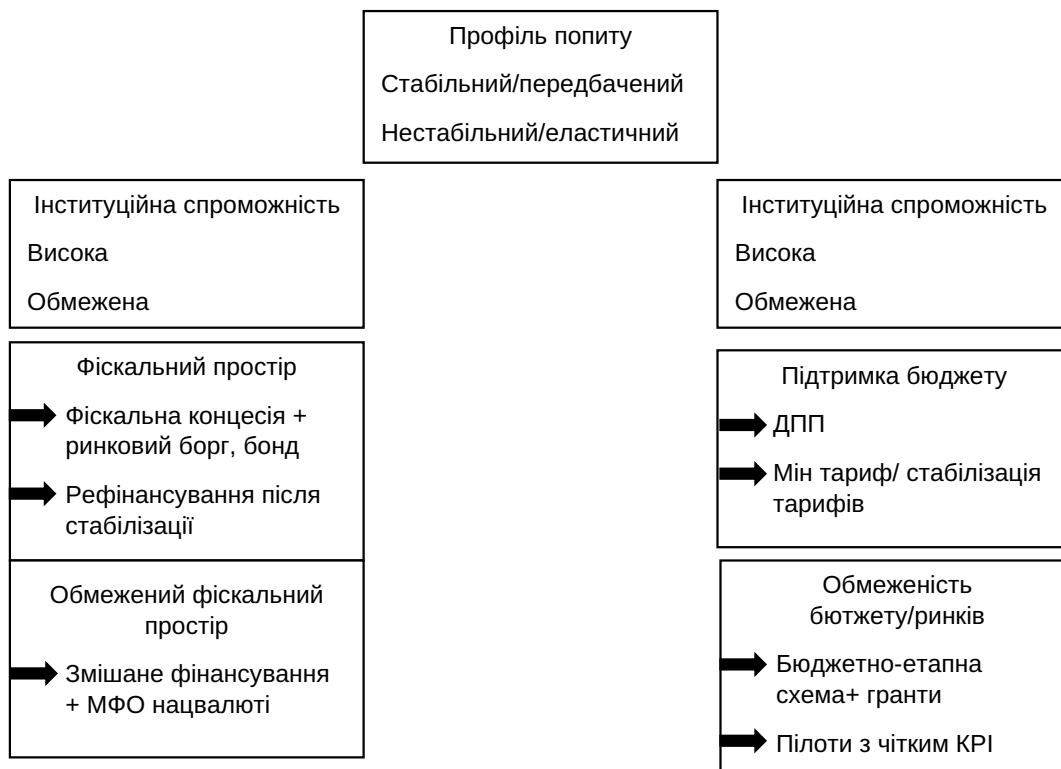 Профіль попиту
Стабільний/передбачений
Нестабільний/еластичний
Інституційна спроможність
Висока
Обмежена
Фіскальний простір
Фіскальна концесія +
ринковий борг, бонд
Рефінансування після
стабілізації
Обмежений фіскальний
простір
Змішане фінансування
+ МФО нацвалюті
Інституційна спроможність
Висока
Обмежена
Підтримка бюджету
ДПП
Мін тариф/ стабілізація
тарифів
Обмеженість
бютжету/ринків
Бюджетно-етапна
схема+ гранти
Пілоти з чітким КРІ